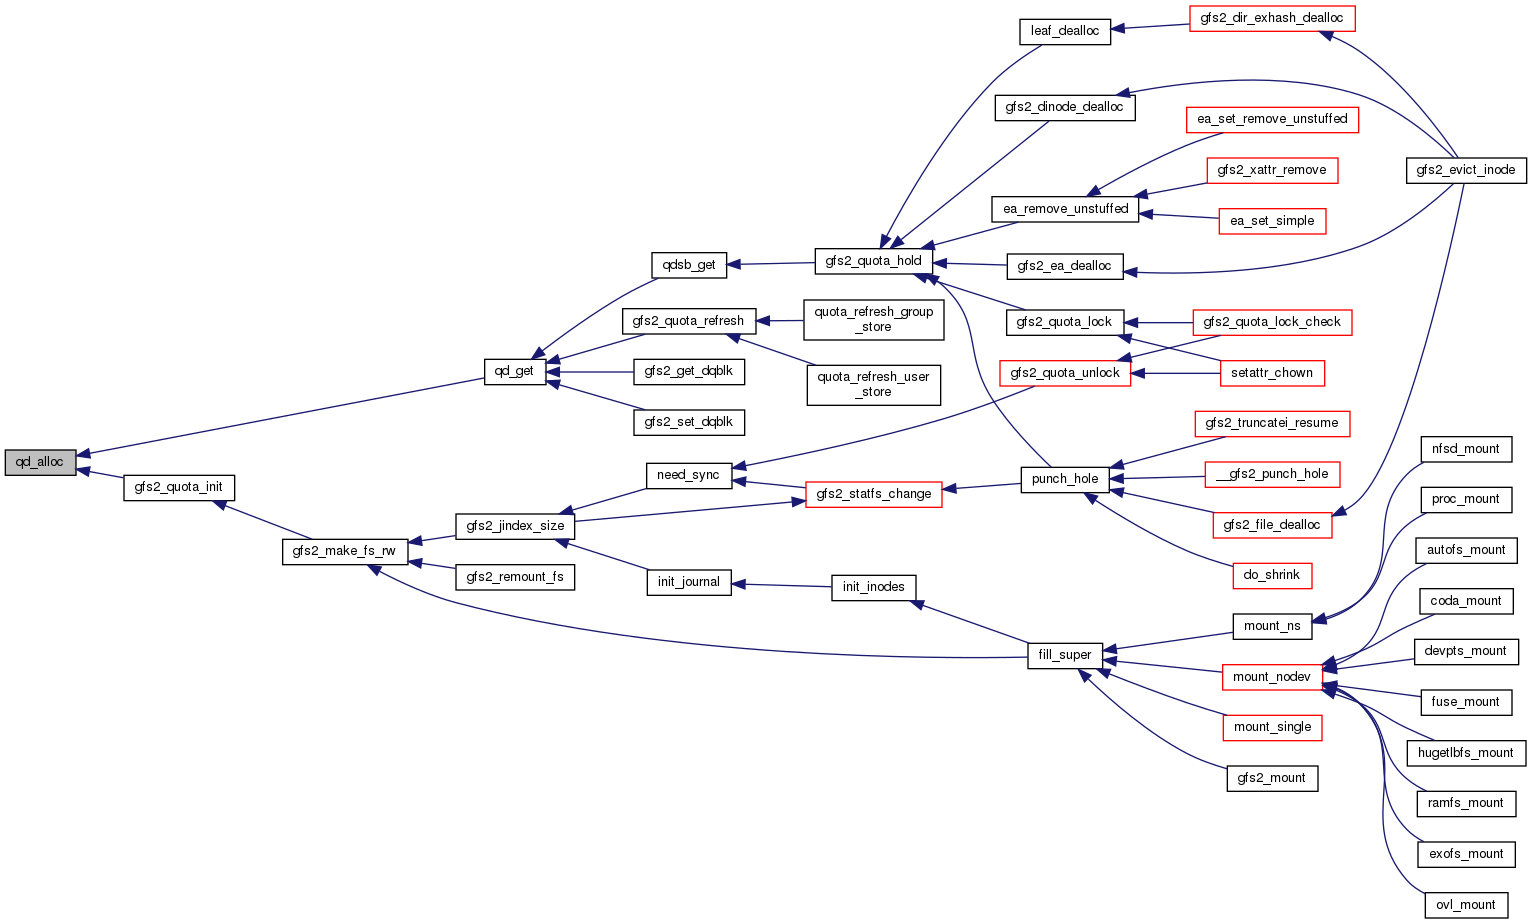 qd_alloc
qd_get
gfs2_quota_init
qdsb_get
gfs2_quota_refresh
gfs2_get_dqblk
gfs2_set_dqblk
gfs2_make_fs_rw
gfs2_quota_hold
quota_refresh_group
_store
quota_refresh_user
_store
need_sync
gfs2_jindex_size
gfs2_remount_fs
gfs2_statfs_change
init_journal
init_inodes
leaf_dealloc
gfs2_dinode_dealloc
ea_remove_unstuffed
gfs2_ea_dealloc
gfs2_quota_lock
gfs2_quota_unlock
punch_hole
fill_super
gfs2_dir_exhash_dealloc
ea_set_remove_unstuffed
gfs2_xattr_remove
ea_set_simple
gfs2_quota_lock_check
setattr_chown
gfs2_truncatei_resume
__gfs2_punch_hole
gfs2_file_dealloc
do_shrink
mount_ns
mount_nodev
mount_single
gfs2_mount
gfs2_evict_inode
nfsd_mount
proc_mount
autofs_mount
coda_mount
devpts_mount
fuse_mount
hugetlbfs_mount
ramfs_mount
exofs_mount
ovl_mount